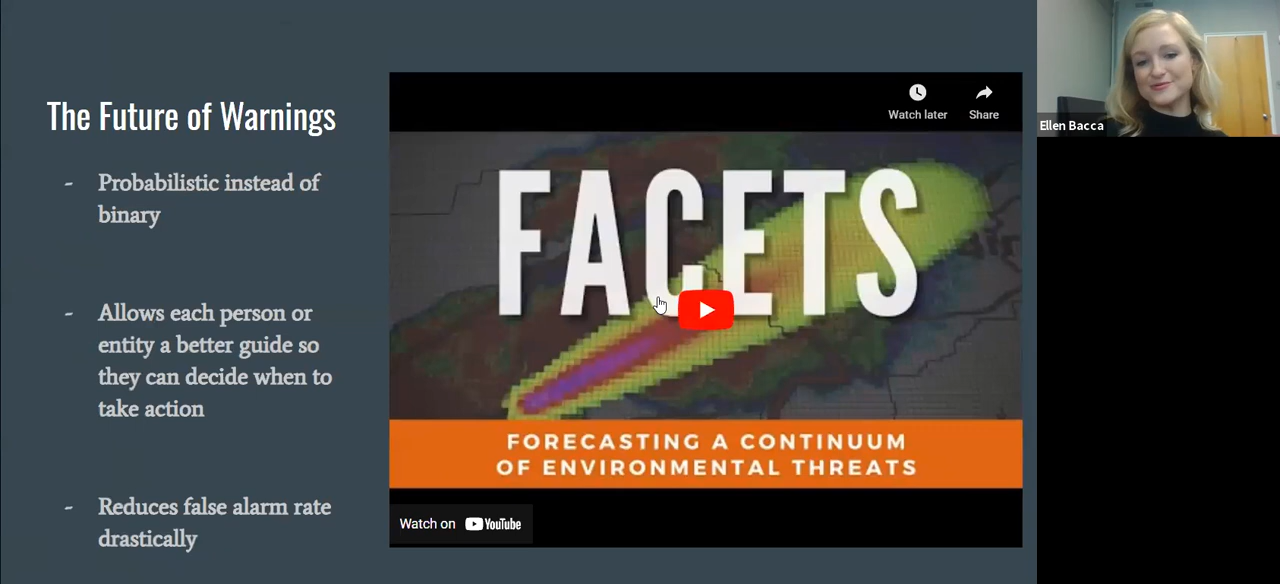 The Future of Warnings
- Probabilistic instead of
binary
- Allows each person or
entity a better guide so
they can decide when to
take action
- Reduces false alarm rate
drastically
Watch later
Share
FACETS
FORECASTING A CONTINUUM
OF ENVIRONMENTAL THREATS
Watch on YouTube
Ellen Bacca